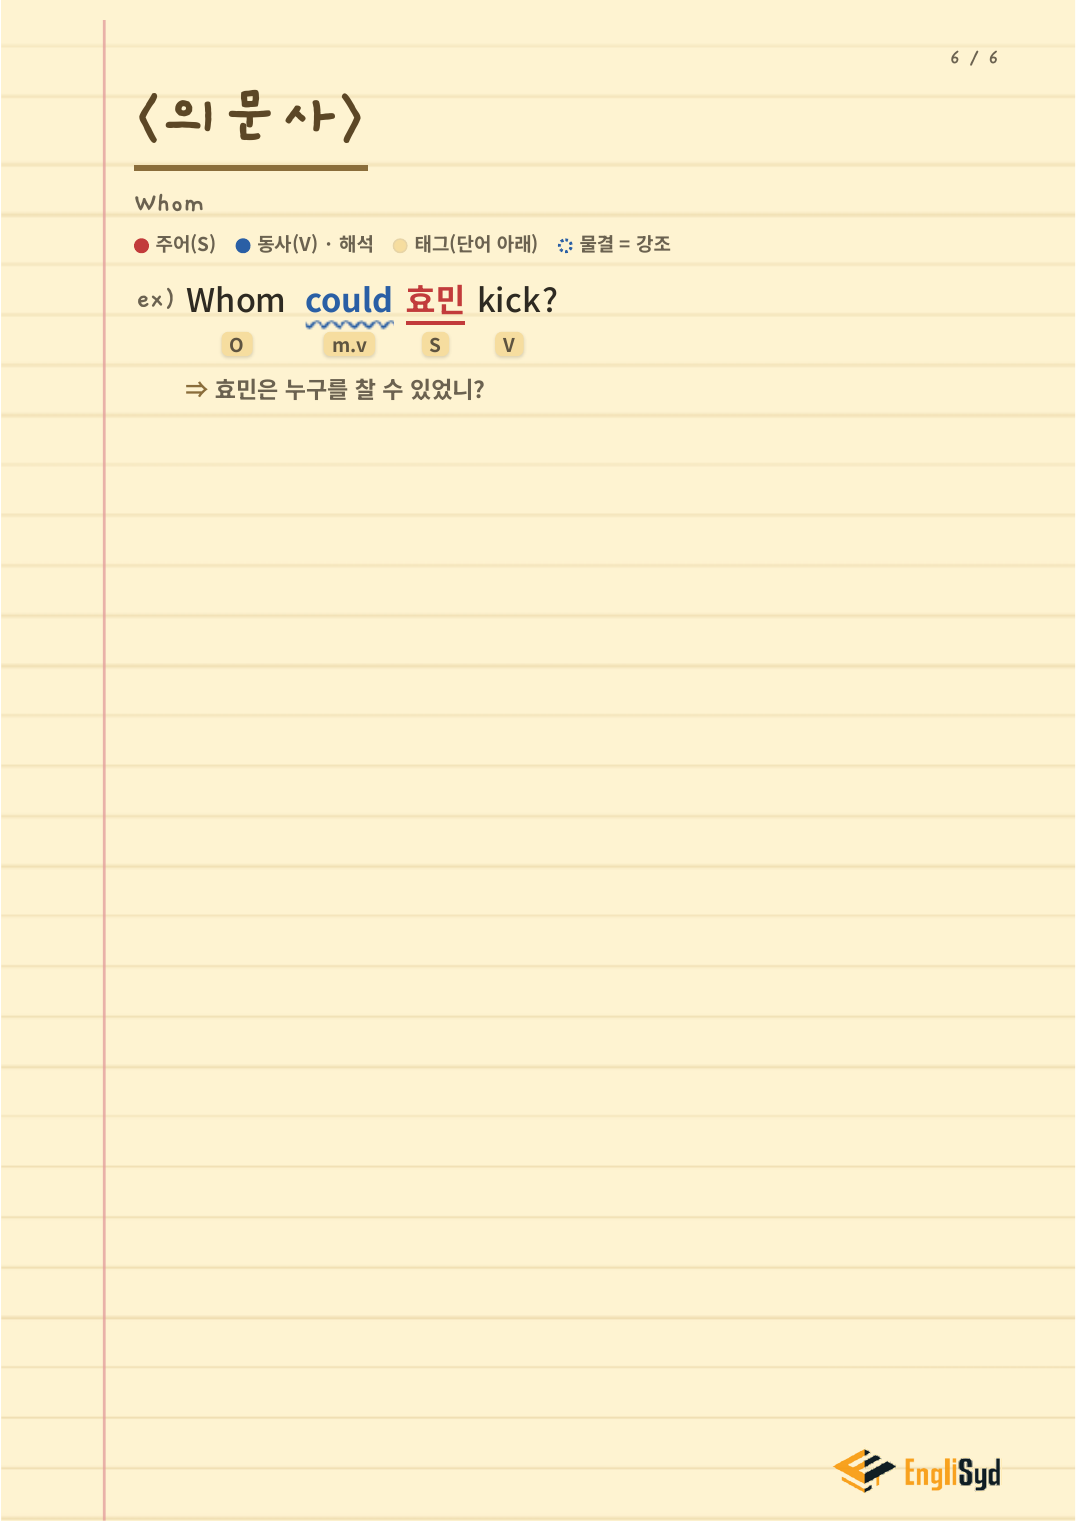 6 / 6
<의문사>
Whom
주어(S) 동사(V) · 해석 태그(단어 아래) 물결 = 강조
ex) Whom could 효민 kick?
O m.v S V
⇒ 효민은 누구를 찰 수 있었니?
EngliSyd